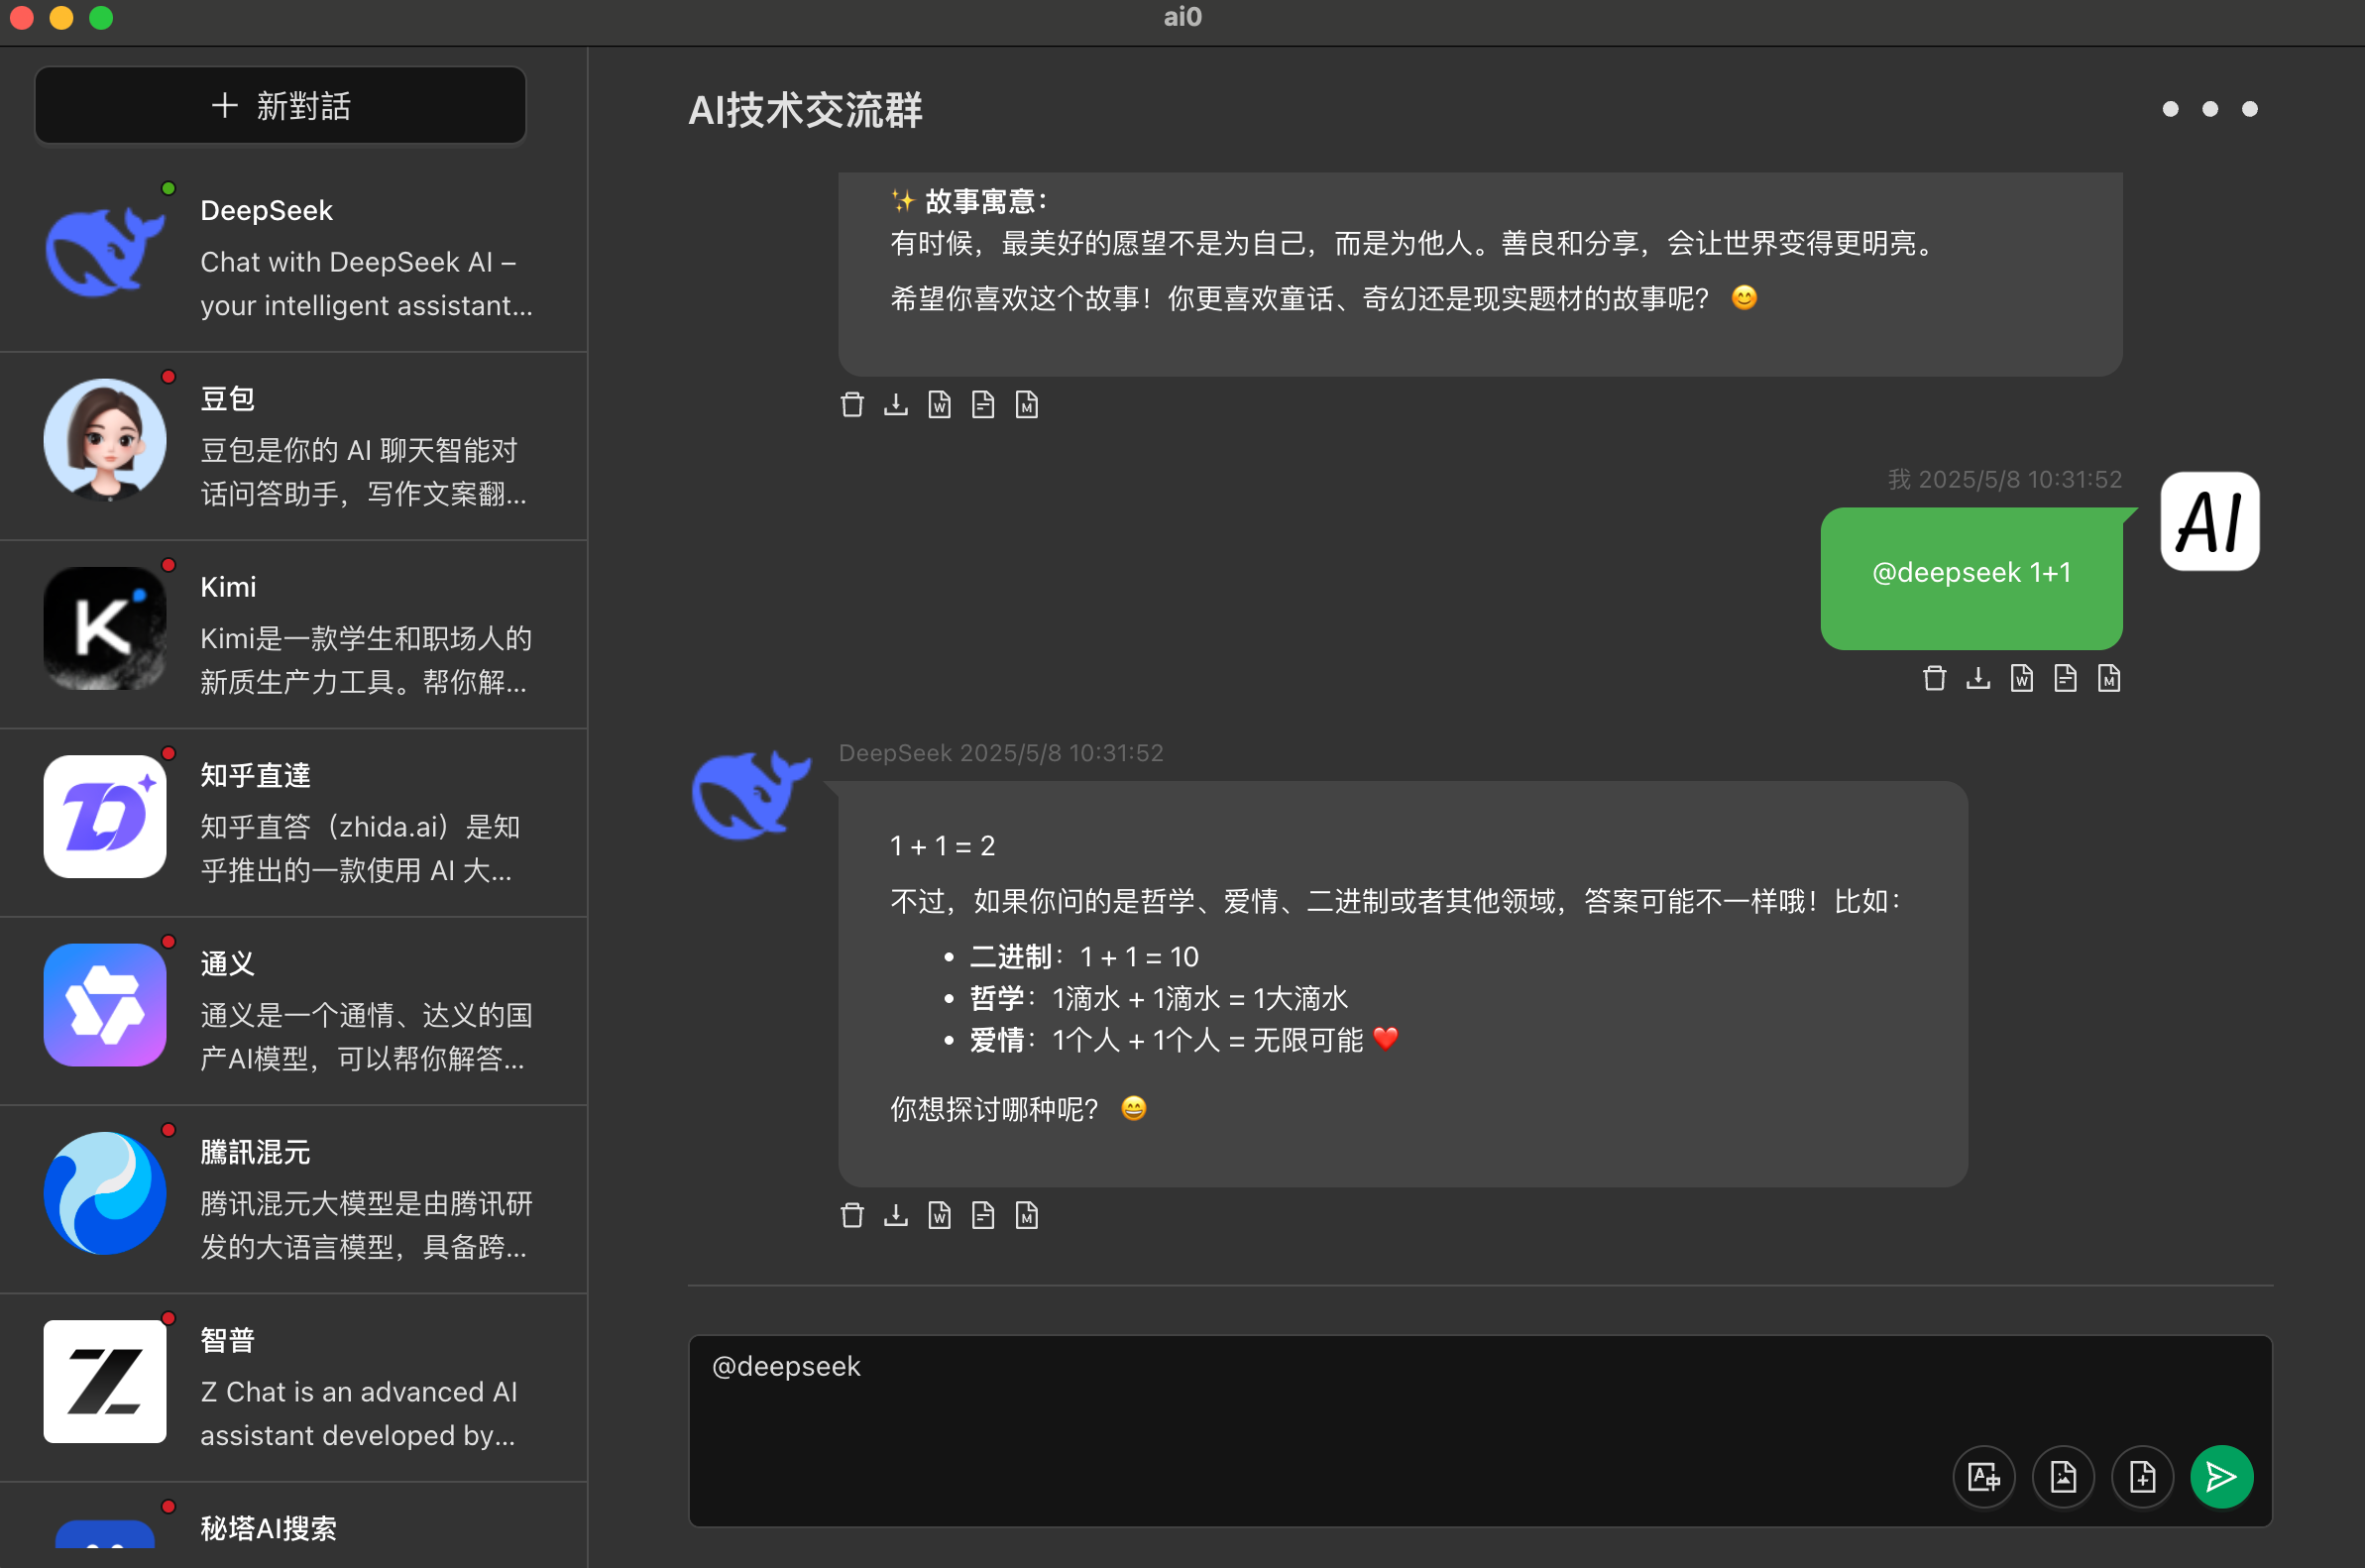 ai0
新對話
DeepSeek
Chat with DeepSeek AI –
your intelligent assistant...
豆包
豆包是你的 AI 聊天智能对
话问答助手，写作文案翻...
Kimi
Kimi是一款学生和职场人的
新质生产力工具。帮你解...
知乎直達
知乎直答（zhida.ai）是知
乎推出的一款使用 AI 大...
通义
通义是一个通情、达义的国
产AI模型，可以帮你解答...
騰訊混元
腾讯混元大模型是由腾讯研
发的大语言模型，具备跨...
智普
Z Chat is an advanced AI
assistant developed by...
秘塔AI搜索
AI技术交流群
✨ 故事寓意：
有时候，最美好的愿望不是为自己，而是为他人。善良和分享，会让世界变得更明亮。
希望你喜欢这个故事！你更喜欢童话、奇幻还是现实题材的故事呢？ 😊
我 2025/5/8 10:31:52
AI
@deepseek 1+1
DeepSeek 2025/5/8 10:31:52
1 + 1 = 2
不过，如果你问的是哲学、爱情、二进制或者其他领域，答案可能不一样哦！比如：
• 二进制：1 + 1 = 10
• 哲学：1滴水 + 1滴水 = 1大滴水
• 爱情：1个人 + 1个人 = 无限可能 ❤️
你想探讨哪种呢？ 😄
@deepseek